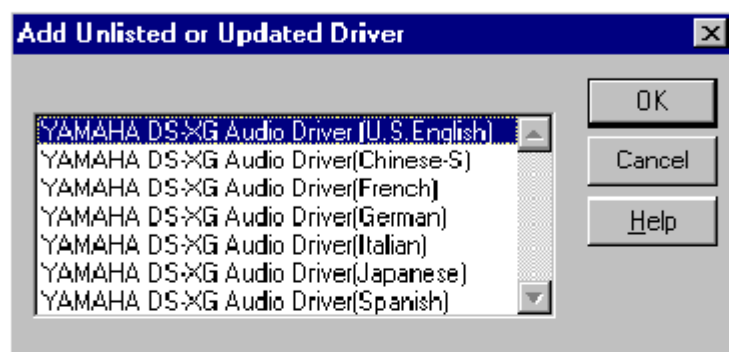 Add Unlisted or Updated Driver
YAMAHA DS-XG Audio Driver (U.S.English)
YAMAHA DS-XG Audio Driver(Chinese-S)
YAMAHA DS-XG Audio Driver(French)
YAMAHA DS-XG Audio Driver(German)
YAMAHA DS-XG Audio Driver(Italian)
YAMAHA DS-XG Audio Driver(Japanese)
YAMAHA DS-XG Audio Driver(Spanish)
OK
Cancel
Help